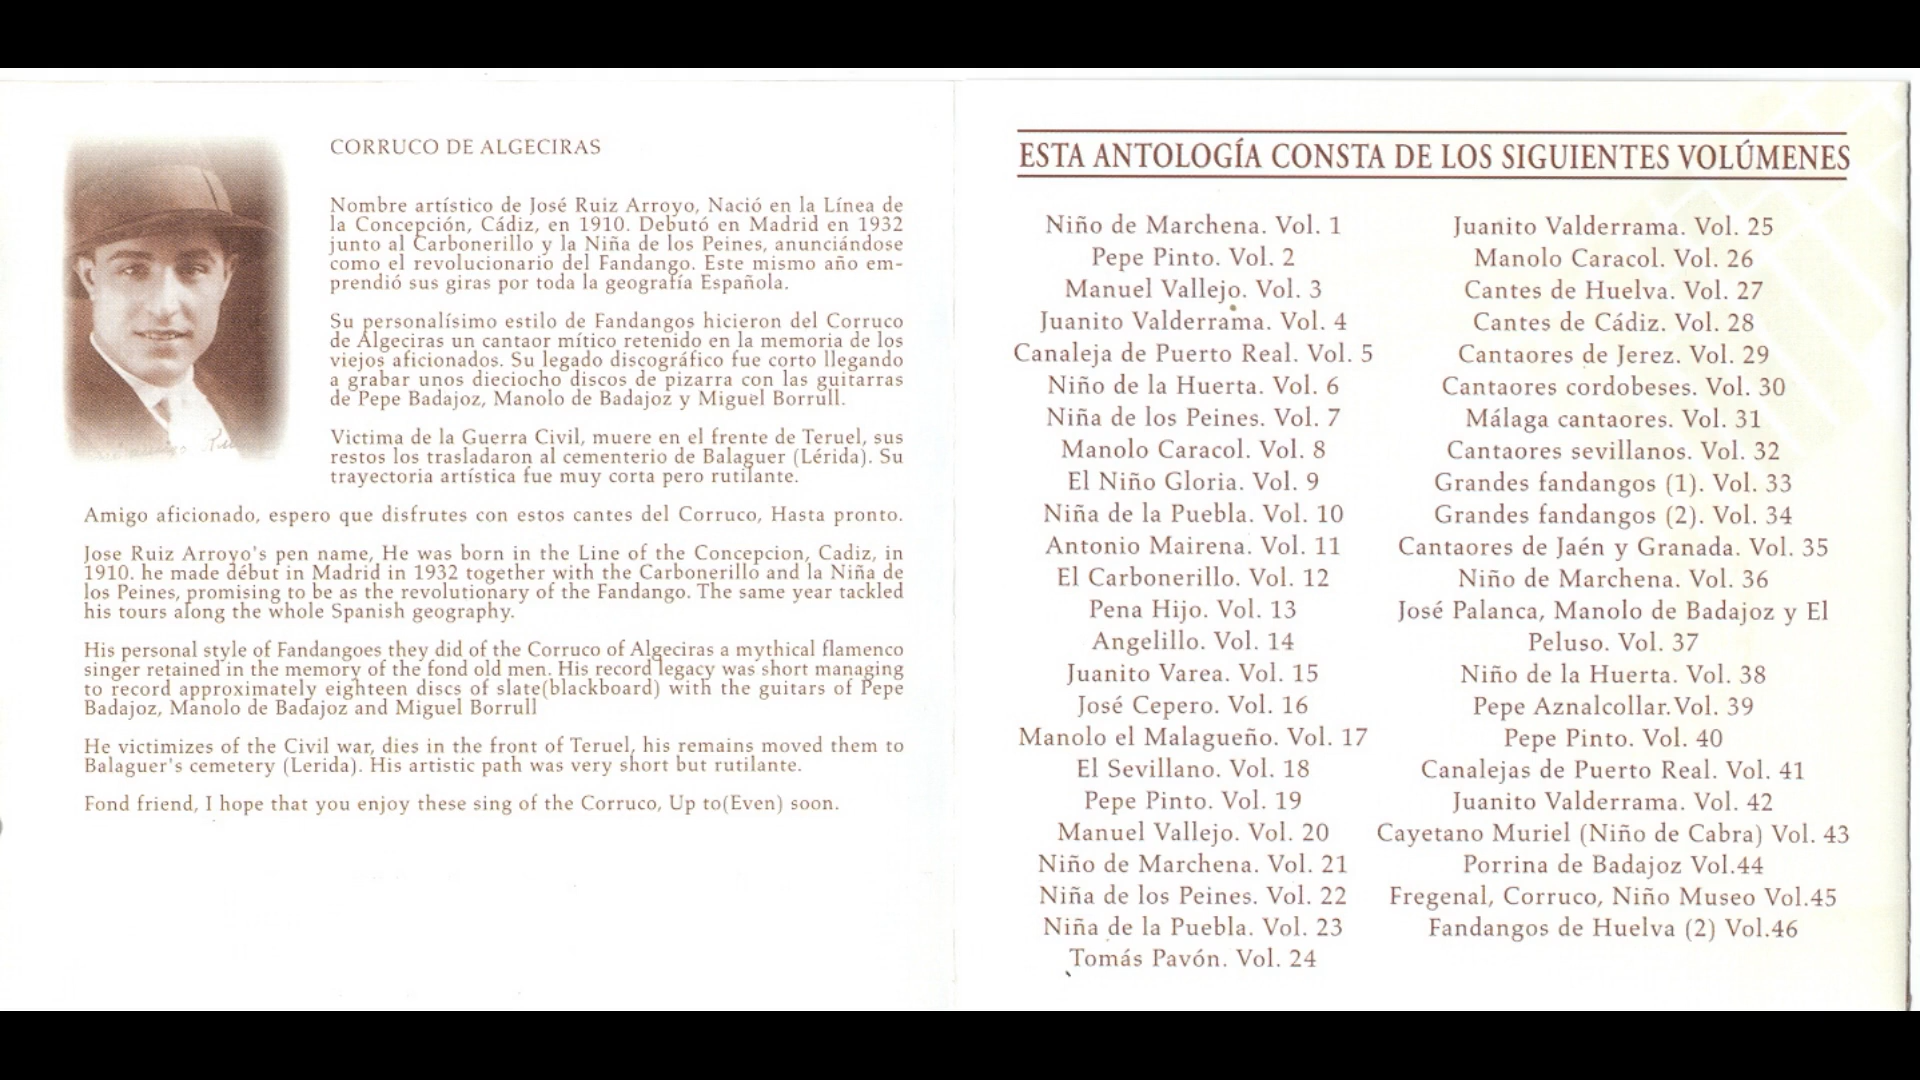 CORRUCO DE ALGECIRAS
Nombre artístico de José Ruiz Arroyo, Nació en la Línea de
la Concepción, Cádiz, en 1910. Debutó en Madrid en 1932
junto al Carbonerillo y la Niña de los Peines, anunciándose
como el revolucionario del Fandango. Este mismo año em-
prendió sus giras por toda la geografía Española.
Su personalísimo estilo de Fandangos hicieron del Corruco
de Algeciras un cantaor mítico retenido en la memoria de los
viejos aficionados. Su legado discográfico fue corto llegando
a grabar unos dieciocho discos de pizarra con las guitarras
de Pepe Badajoz, Manolo de Badajoz y Miguel Borrull.
Victima de la Guerra Civil, muere en el frente de Teruel, sus
restos los trasladaron al cementerio de Balaguer (Lérida). Su
trayectoria artística fue muy corta pero rutilante.
Amigo aficionado, espero que disfrutes con estos cantes del Corruco, Hasta pronto.
Jose Ruiz Arroyo's pen name, He was born in the Line of the Concepcion, Cadiz, in
1910. he made début in Madrid in 1932 together with the Carbonerillo and la Niña de
los Peines, promising to be as the revolutionary of the Fandango. The same year tackled
his tours along the whole Spanish geography.
His personal style of Fandangoes they did of the Corruco of Algeciras a mythical flamenco
singer retained in the memory of the fond old men. His record legacy was short managing
to record approximately eighteen discs of slate(blackboard) with the guitars of Pepe
Badajoz, Manolo de Badajoz and Miguel Borrull
He victimizes of the Civil war, dies in the front of Teruel, his remains moved them to
Balaguer's cemetery (Lerida). His artistic path was very short but rutilante.
Fond friend, I hope that you enjoy these sing of the Corruco, Up to(Even) soon.
ESTA ANTOLOGÍA CONSTA DE LOS SIGUIENTES VOLÚMENES
Niño de Marchena. Vol. 1
Pepe Pinto. Vol. 2
Manuel Vallejo. Vol. 3
Juanito Valderrama. Vol. 4
Canaleja de Puerto Real. Vol. 5
Niño de la Huerta. Vol. 6
Niña de los Peines. Vol. 7
Manolo Caracol. Vol. 8
El Niño Gloria. Vol. 9
Niña de la Puebla. Vol. 10
Antonio Mairena. Vol. 11
El Carbonerillo. Vol. 12
Pena Hijo. Vol. 13
Angelillo. Vol. 14
Juanito Varea. Vol. 15
José Cepero. Vol. 16
Manolo el Malagueño. Vol. 17
El Sevillano. Vol. 18
Pepe Pinto. Vol. 19
Manuel Vallejo. Vol. 20
Niño de Marchena. Vol. 21
Niña de los Peines. Vol. 22
Niña de la Puebla. Vol. 23
Tomás Pavón. Vol. 24
Juanito Valderrama. Vol. 25
Manolo Caracol. Vol. 26
Cantes de Huelva. Vol. 27
Cantes de Cádiz. Vol. 28
Cantaores de Jerez. Vol. 29
Cantaores cordobeses. Vol. 30
Málaga cantaores. Vol. 31
Cantaores sevillanos. Vol. 32
Grandes fandangos (1). Vol. 33
Grandes fandangos (2). Vol. 34
Cantaores de Jaén y Granada. Vol. 35
Niño de Marchena. Vol. 36
José Palanca, Manolo de Badajoz y El
Peluso. Vol. 37
Niño de la Huerta. Vol. 38
Pepe Aznalcollar.Vol. 39
Pepe Pinto. Vol. 40
Canalejas de Puerto Real. Vol. 41
Juanito Valderrama. Vol. 42
Cayetano Muriel (Niño de Cabra) Vol. 43
Porrina de Badajoz Vol.44
Fregenal, Corruco, Niño Museo Vol.45
Fandangos de Huelva (2) Vol.46